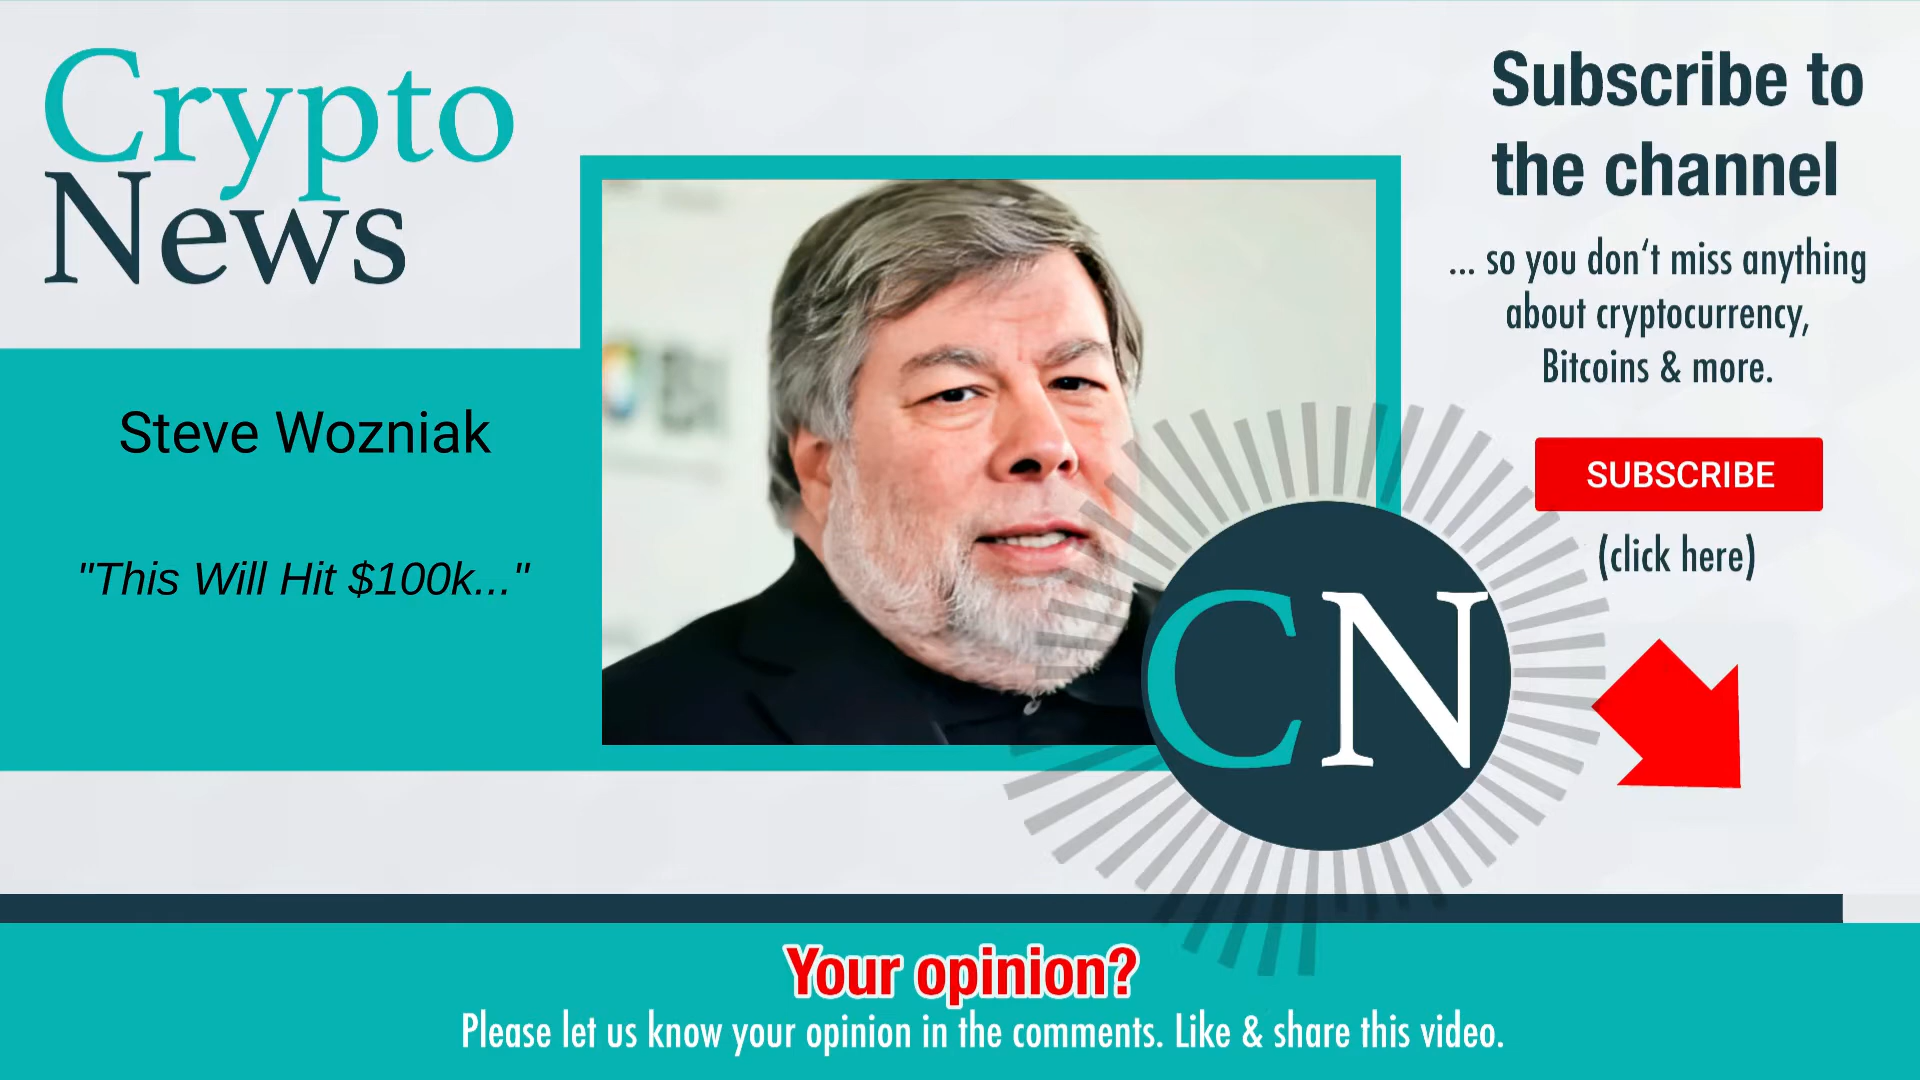 Crypto
News
Subscribe to
the channel
... so you don‘t miss anything
about cryptocurrency,
Bitcoins & more.
SUBSCRIBE
(click here)
Steve Wozniak
"This Will Hit $100k..."
CN
Your opinion?
Please let us know your opinion in the comments. Like & share this video.